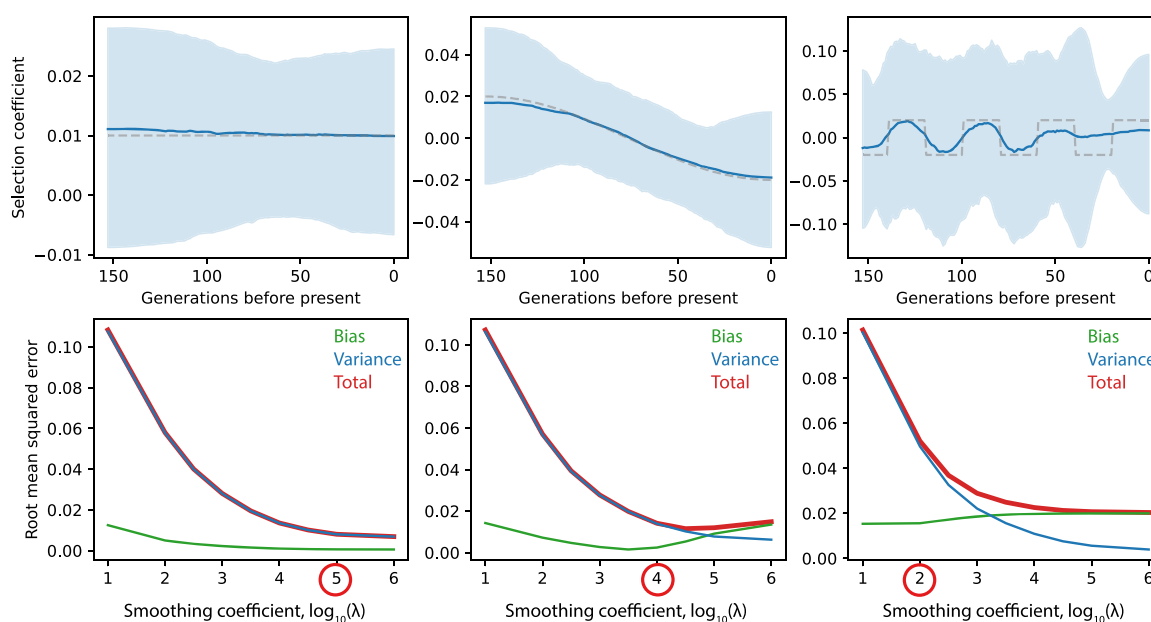 Selection coefficient
0.02
0.01
0.00
−0.01
150 100 50 0
Generations before present
0.04
0.02
0.00
−0.02
−0.04
150 100 50 0
Generations before present
0.10
0.05
0.00
−0.05
−0.10
150 100 50 0
Generations before present
Root mean squared error
0.10
0.08
0.06
0.04
0.02
0.00
Bias
Variance
Total
1 2 3 4 5 6
Smoothing coefficient, log10(λ)
0.10
0.08
0.06
0.04
0.02
0.00
Bias
Variance
Total
1 2 3 4 5 6
Smoothing coefficient, log10(λ)
0.10
0.08
0.06
0.04
0.02
0.00
Bias
Variance
Total
1 2 3 4 5 6
Smoothing coefficient, log10(λ)